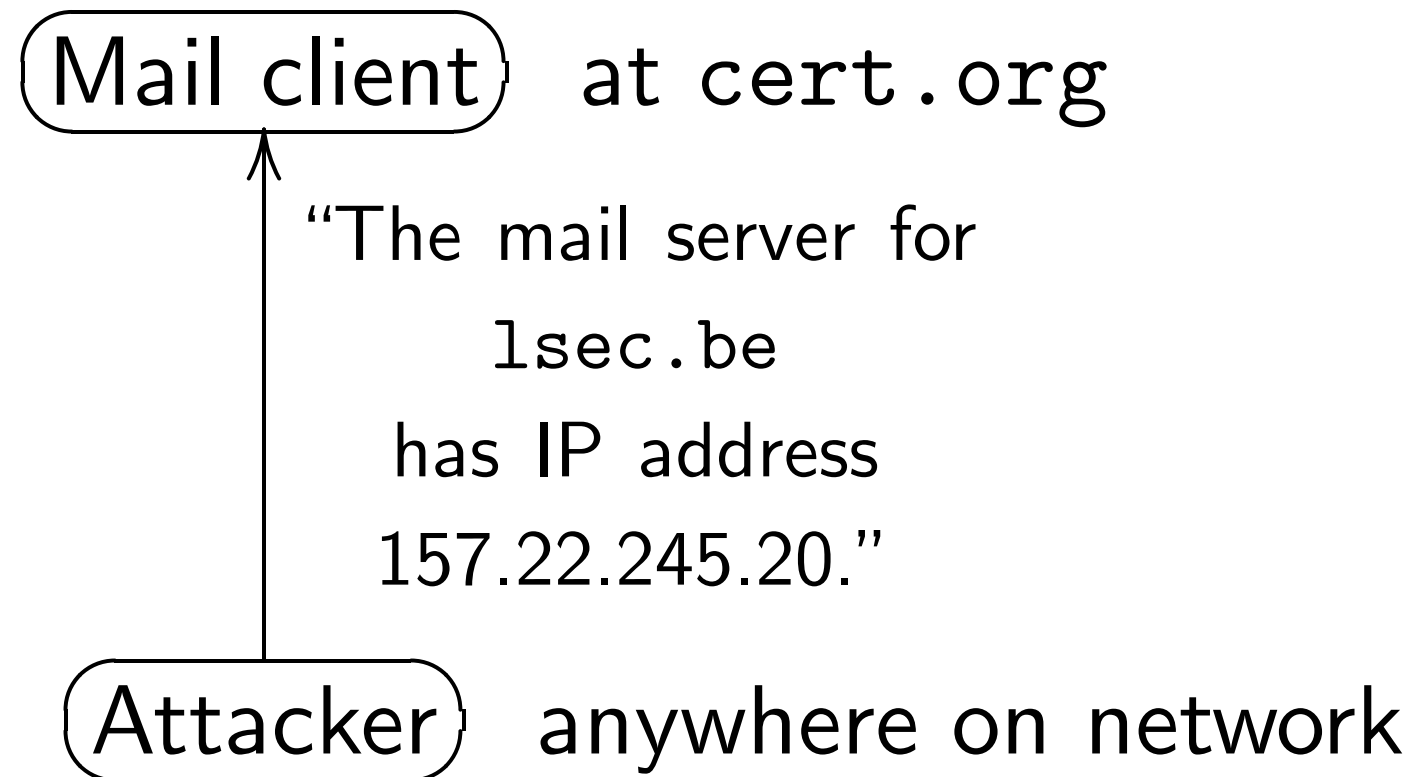 Mail client at cert.org
“The mail server for
lsec.be
has IP address
157.22.245.20.”
Attacker anywhere on network